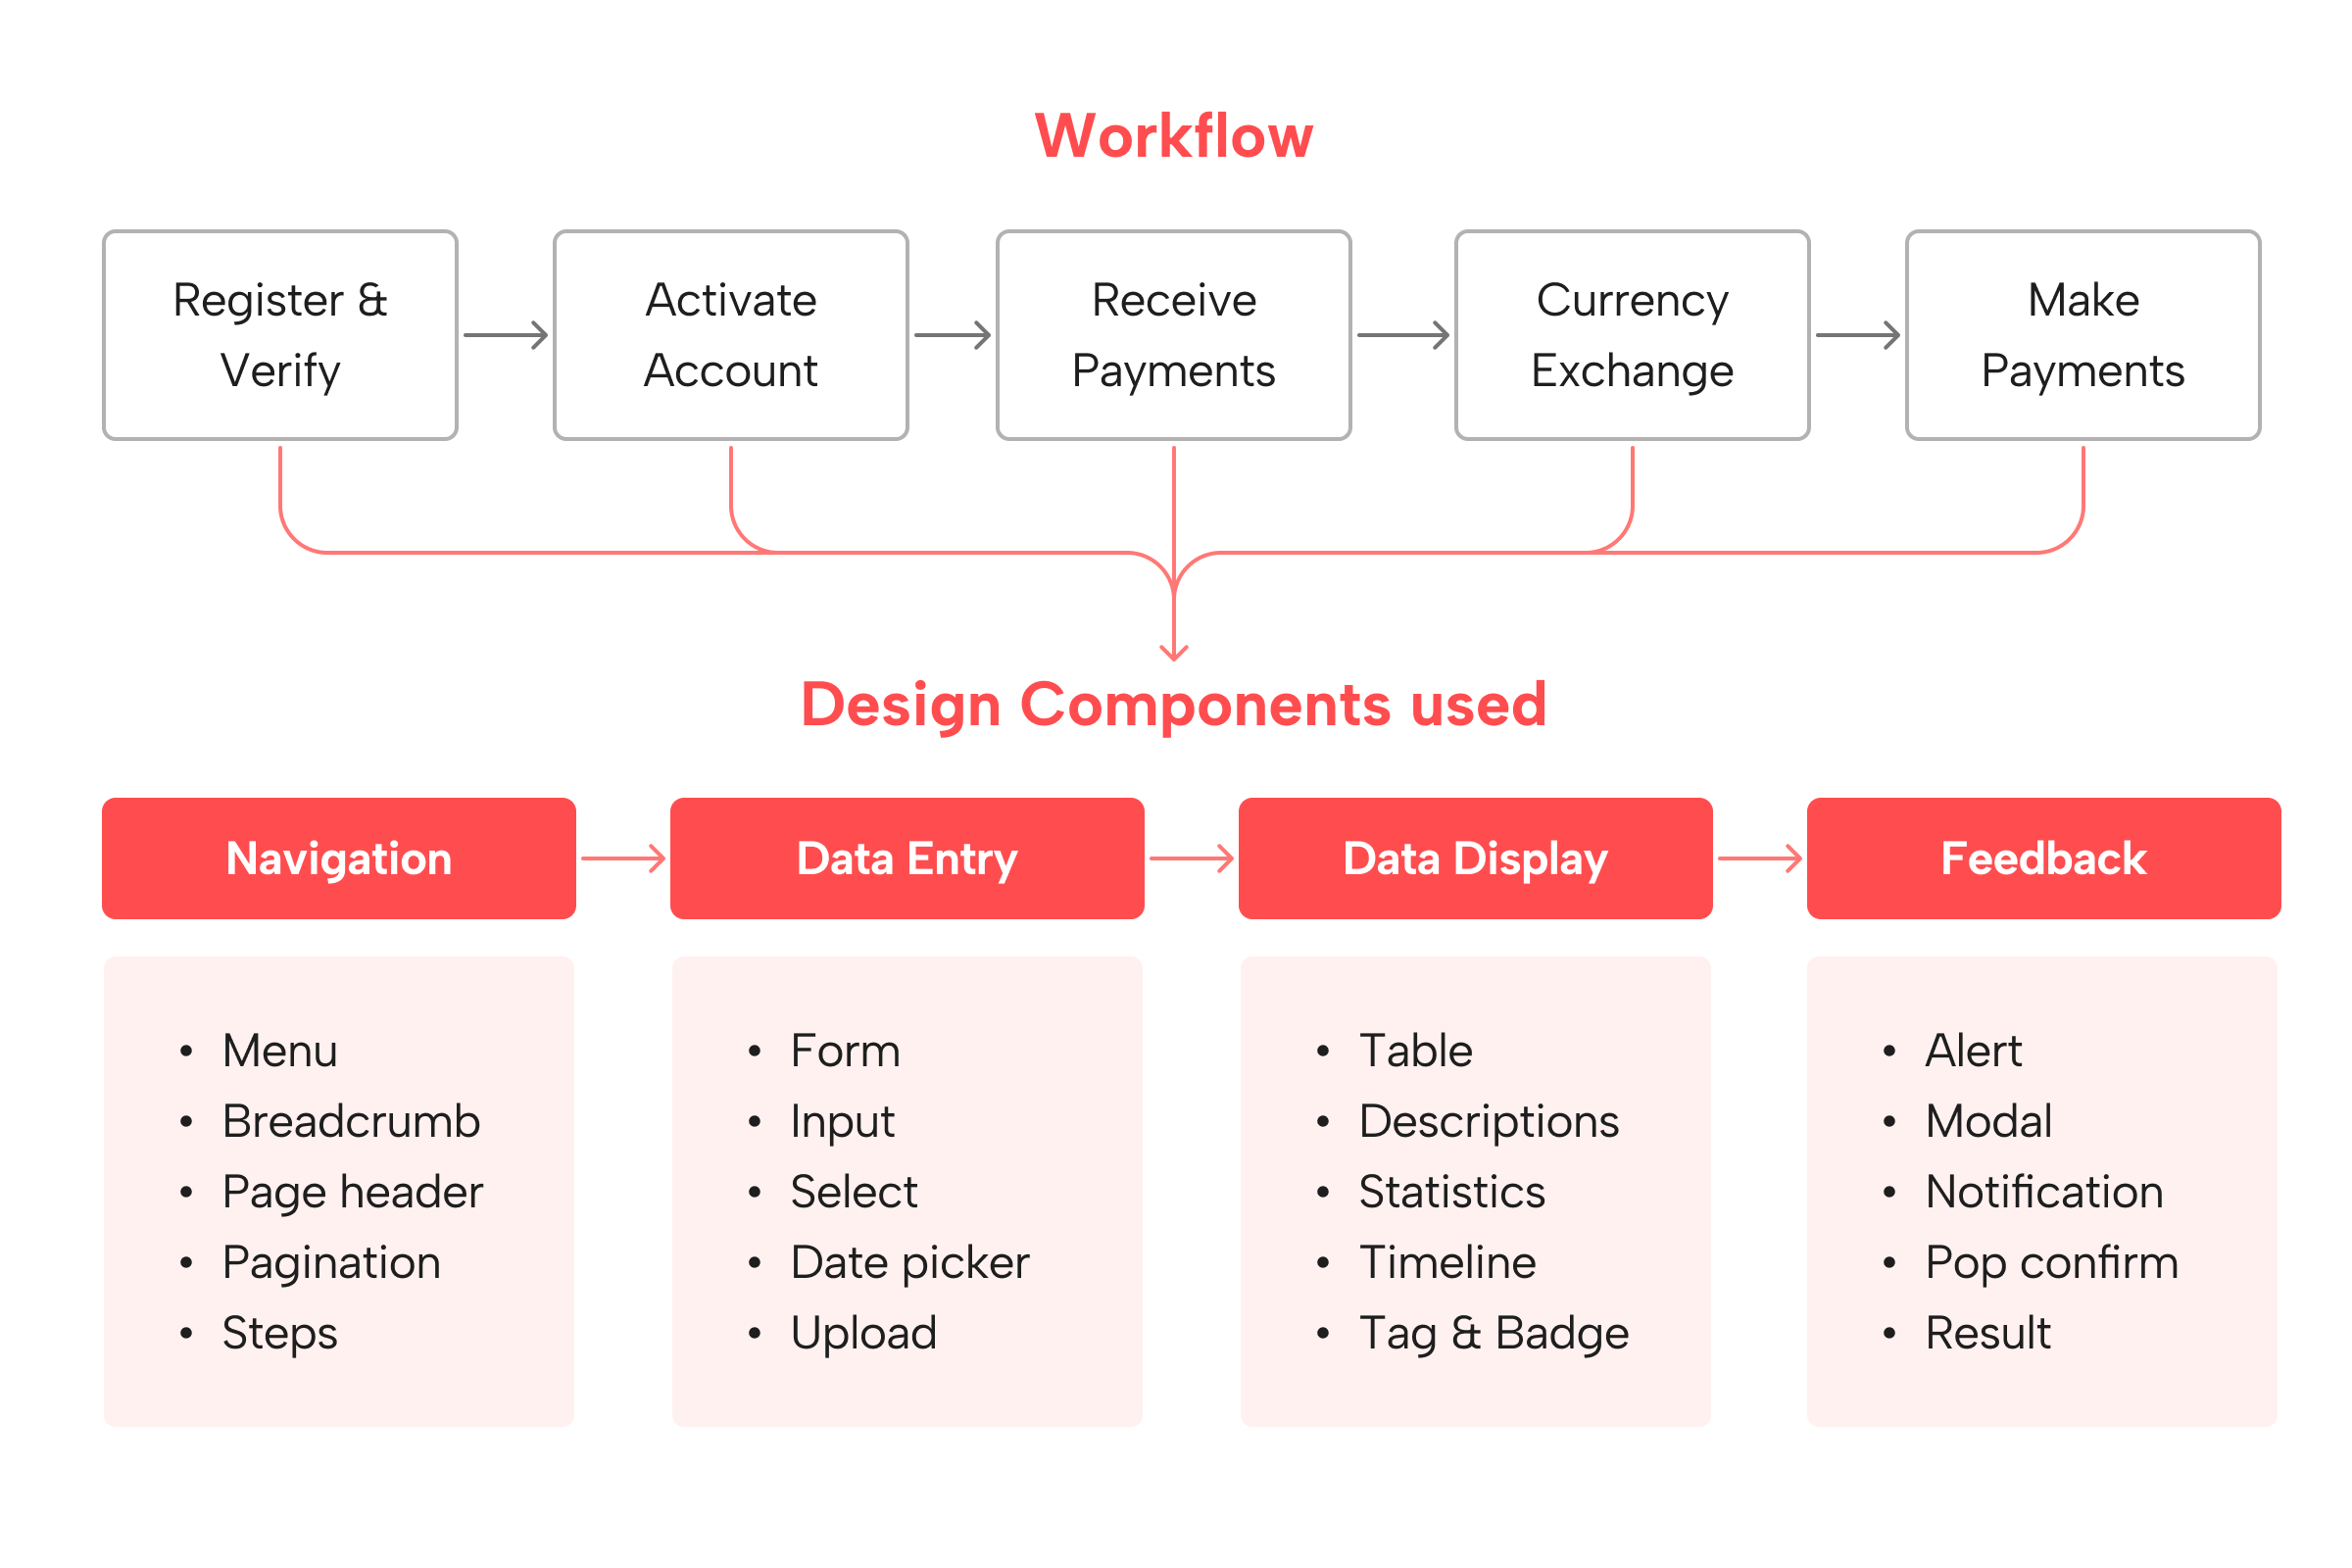 Workflow
Register &
Verify
Activate
Account
Receive
Payments
Currency
Exchange
Make
Payments
Design Components used
Navigation
Data Entry
Data Display
Feedback
• Menu
• Breadcrumb
• Page header
• Pagination
• Steps
• Form
• Input
• Select
• Date picker
• Upload
• Table
• Descriptions
• Statistics
• Timeline
• Tag & Badge
• Alert
• Modal
• Notification
• Pop confirm
• Result